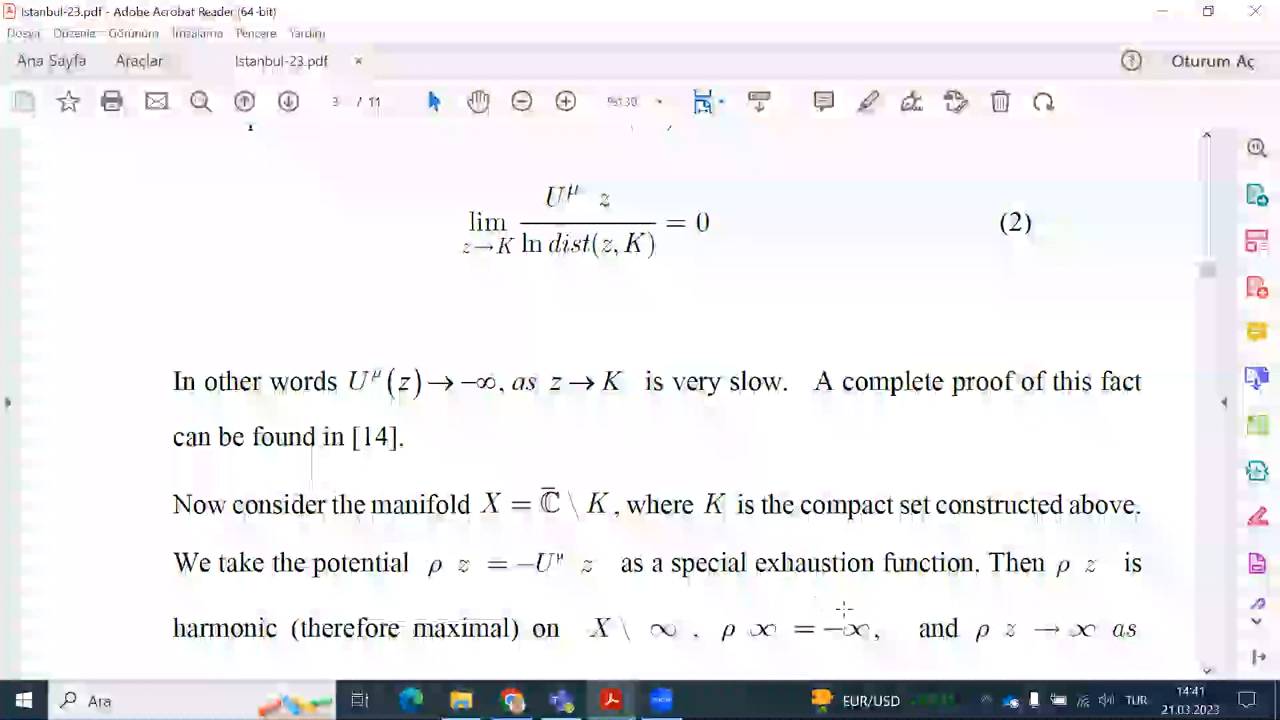 Istanbul-23.pdf - Adobe Acrobat Reader (64-bit)
Dosya Düzenle Görünüm İmzalama Pencere Yardım
Ana Sayfa Araçlar Istanbul-23.pdf × Oturum Aç
3 / 11 %130
lim_{z→K} U^μ z / ln dist(z, K) = 0 (2)
In other words U^μ(z) → −∞, as z → K is very slow. A complete proof of this fact
can be found in [14].
Now consider the manifold X = ℂ̄ \ K, where K is the compact set constructed above.
We take the potential ρ z = −U^μ z as a special exhaustion function. Then ρ z is
harmonic (therefore maximal) on X \ ∞, ρ ∞ = −∞, and ρ z → ∞ as
Ara EUR/USD TUR 14:41
21.03.2023